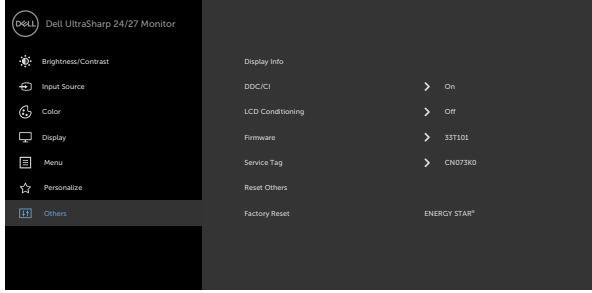 DELL Dell UltraSharp 24/27 Monitor
Brightness/Contrast Display Info
Input Source DDC/CI On
Color LCD Conditioning Off
Display Firmware 33T101
Menu Service Tag CN073K0
Personalize Reset Others
Others Factory Reset ENERGY STAR®